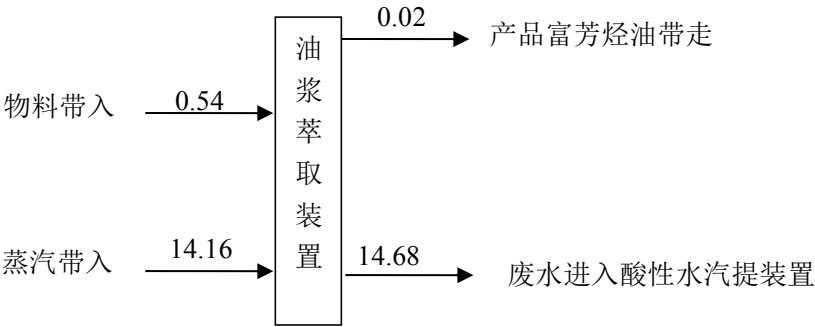 0.02
产品富芳烃油带走
物料带入
0.54
油浆萃取装置
蒸汽带入
14.16
14.68
废水进入酸性水汽提装置